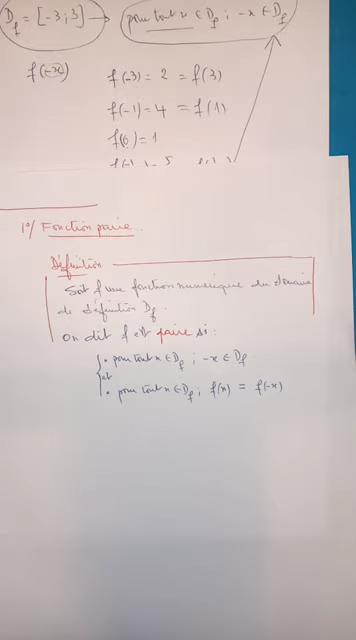 D_f = [-3 ; 3] → pour tout x ∈ D_f ; -x ∈ D_f
f(-x)
f(-3) = 2 = f(3)
f(-1) = 4 = f(1)
f(0) = 1
1°/ Fonction paire.
Définition
Soit f une fonction numérique du domaine
de définition D_f.
On dit f est paire si :
• pour tout x ∈ D_f ; -x ∈ D_f
et
• pour tout x ∈ D_f ; f(x) = f(-x)